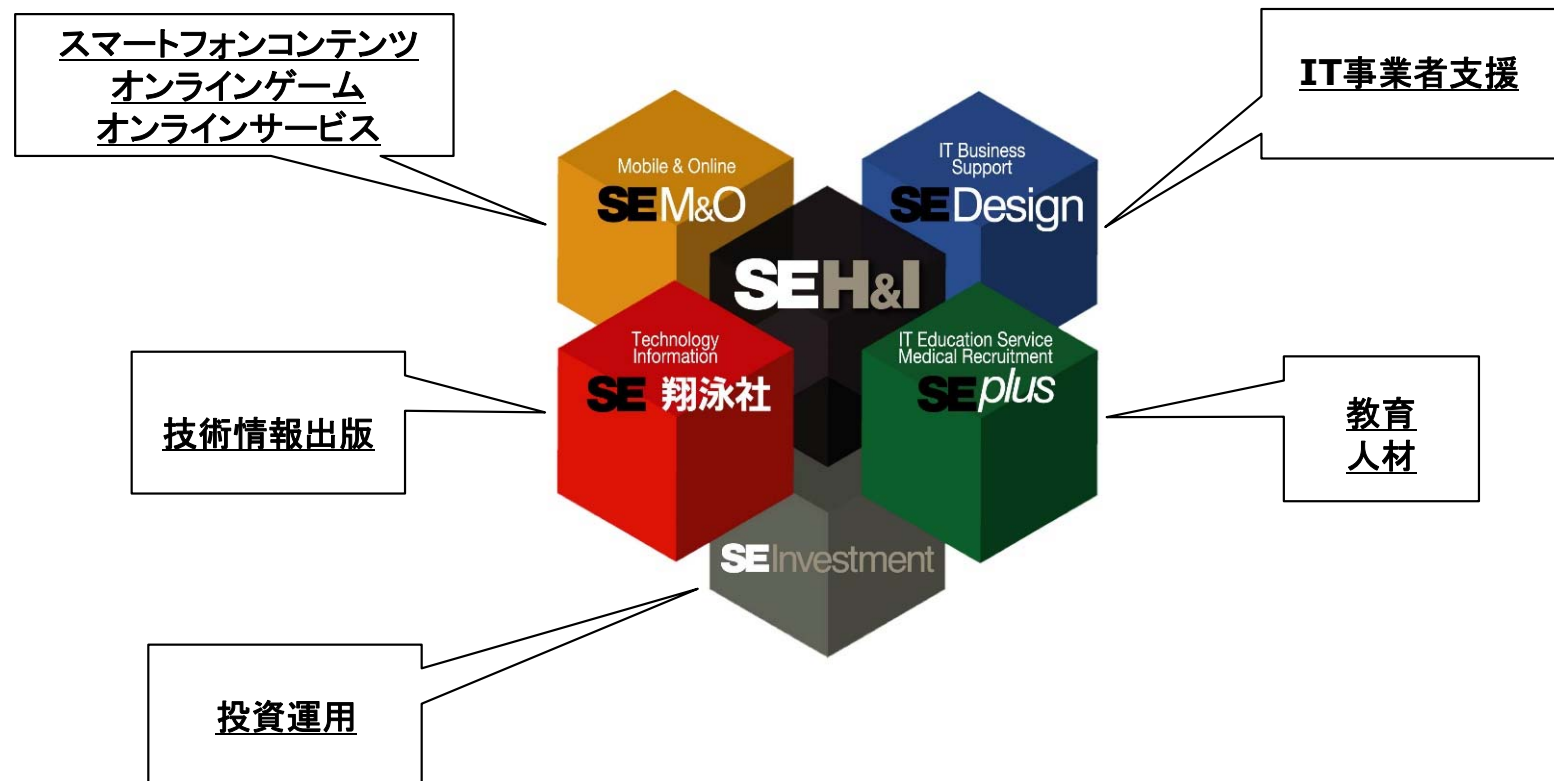 スマートフォンコンテンツ
オンラインゲーム
オンラインサービス
IT事業者支援
Mobile & Online
SEM&O
IT Business
Support
SEDesign
SEH&I
Technology
Information
SE 翔泳社
IT Education Service
Medical Recruitment
SEplus
技術情報出版
教育
人材
SEInvestment
投資運用